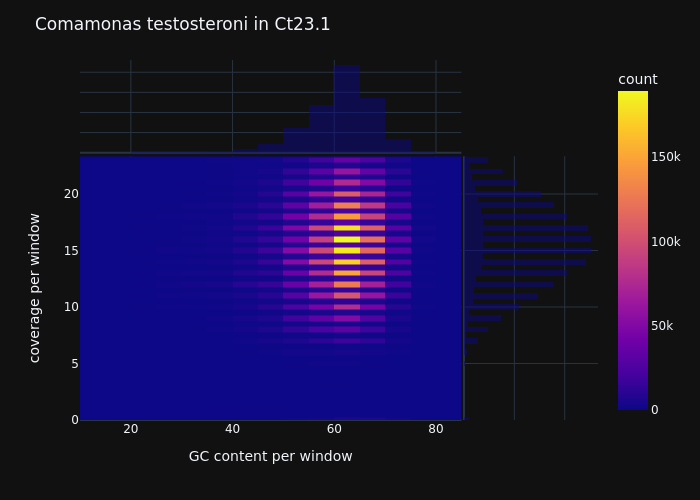 Comamonas testosteroni in Ct23.1
count
150k
100k
50k
0
20
15
10
5
0
coverage per window
20
40
60
80
GC content per window